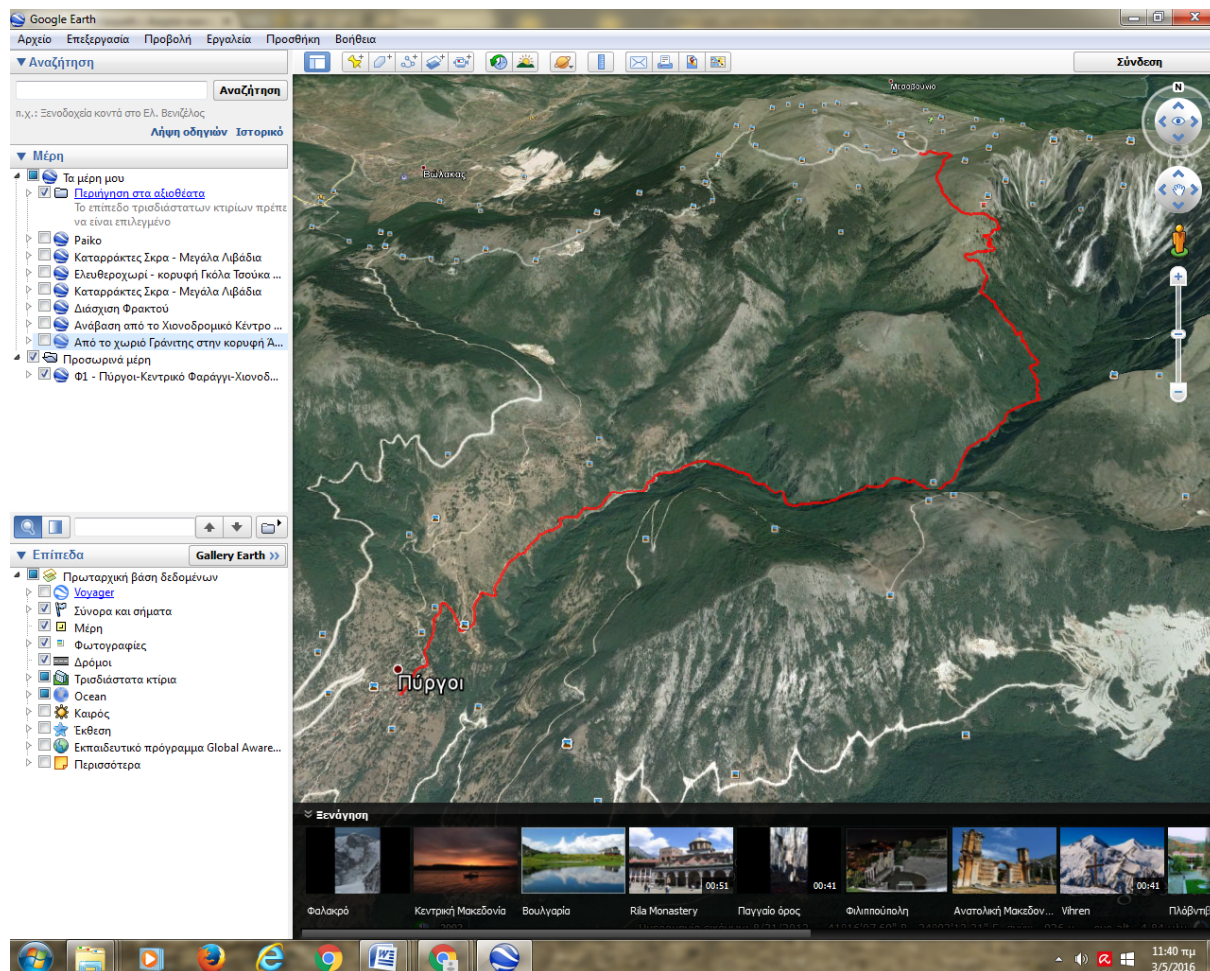 Google Earth
Αρχείο Επεξεργασία Προβολή Εργαλεία Προσθήκη Βοήθεια
Αναζήτηση
Σύνδεση
Αναζήτηση
π.χ.: Ξενοδοχεία κοντά στο Ελ. Βενιζέλος
Λήψη οδηγιών Ιστορικό
Μέρη
Τα μέρη μου
Περιήγηση στα αξιοθέατα
Το επίπεδο τρισδιάστατων κτιρίων πρέπε
να είναι επιλεγμένο
Paiko
Καταρράκτες Σκρα - Μεγάλα Λιβάδια
Ελευθεροχωρί - κορυφή Γκόλα Τσούκα ...
Καταρράκτες Σκρα - Μεγάλα Λιβάδια
Διάσχιση Φρακτού
Ανάβαση από το Χιονοδρομικό Κέντρο ...
Από το χωριό Γρανίτης στην κορυφή Ά...
Προσωρινά μέρη
Φ1 - Πύργοι-Κεντρικό Φαράγγι-Χιονοδ...
Επίπεδα
Gallery Earth >>
Πρωταρχική βάση δεδομένων
Voyager
Σύνορα και σήματα
Μέρη
Φωτογραφίες
Δρόμοι
Τρισδιάστατα κτίρια
Ocean
Καιρός
Έκθεση
Εκπαιδευτικό πρόγραμμα Global Aware...
Περισσότερα
Μεσοβουνιο
N
Βώλακας
Πύργοι
Ξενάγηση
00:51
00:41
00:41
Φαλακρό
Κεντρική Μακεδονία
Βουλγαρία
Rila Monastery
Παγγαίο όρος
Φιλιππούπολη
Ανατολική Μακεδον...
Vihren
11:40 πμ
3/5/2016